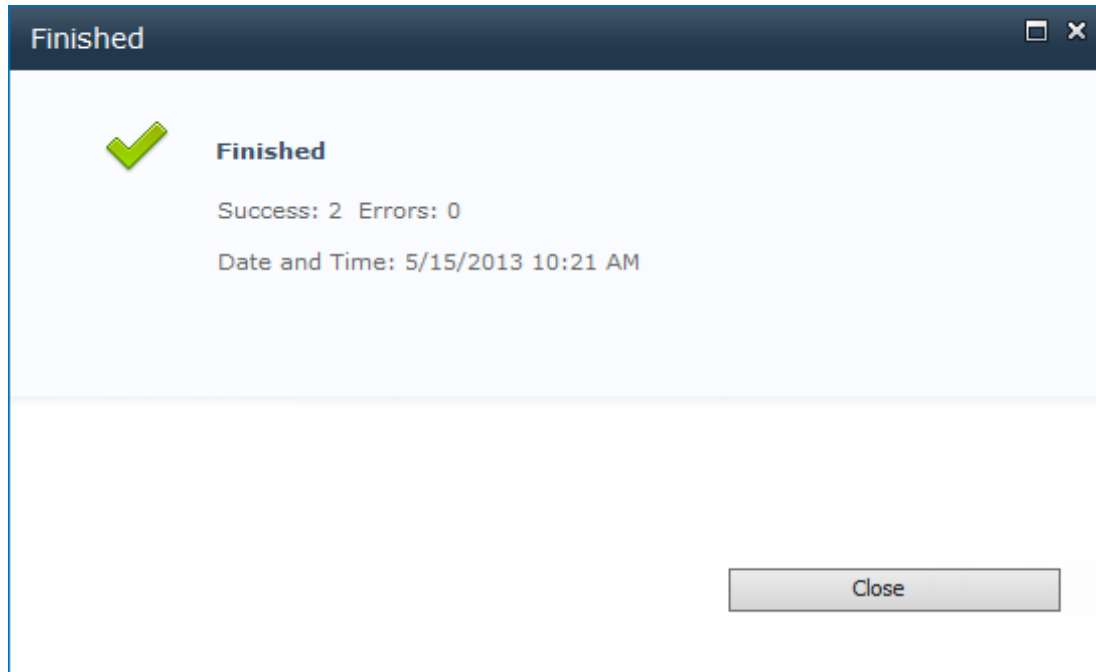 Finished
Finished
Success: 2 Errors: 0
Date and Time: 5/15/2013 10:21 AM
Close